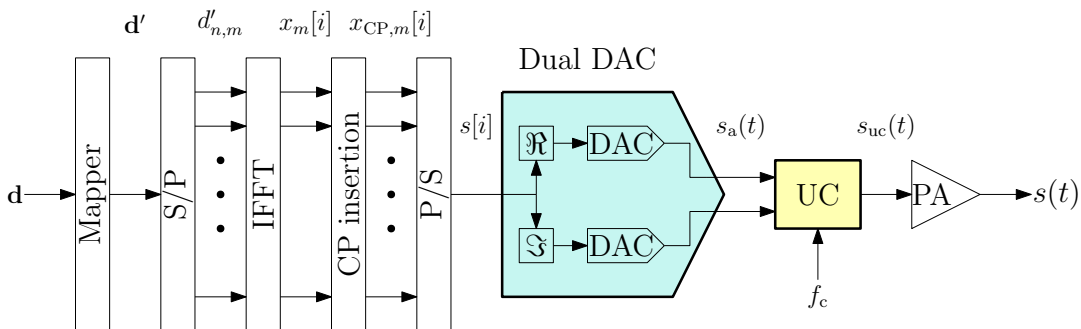 d′
d′n,m
xm[i]
xCP,m[i]
Dual DAC
s[i]
sa(t)
suc(t)
d
Mapper
S/P
IFFT
CP insertion
P/S
ℜ
DAC
ℑ
DAC
UC
PA
s(t)
fc